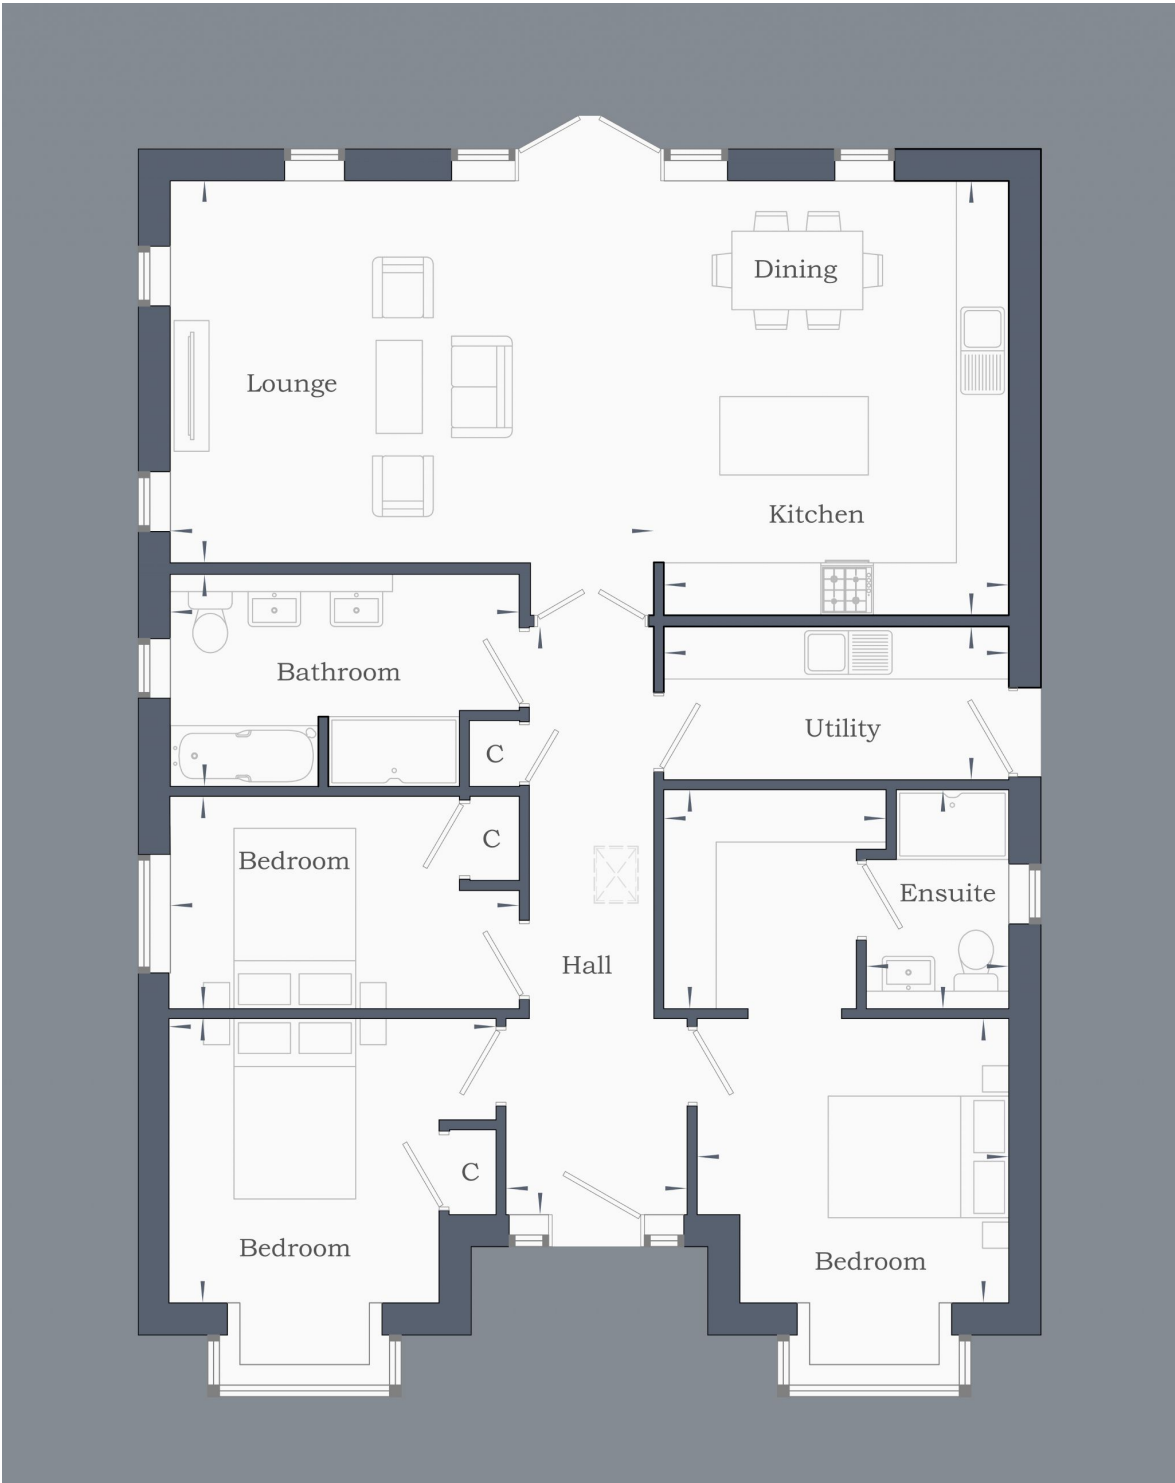 Dining
Lounge
Kitchen
Bathroom
Utility
C
C
Bedroom
Ensuite
Hall
C
Bedroom
Bedroom